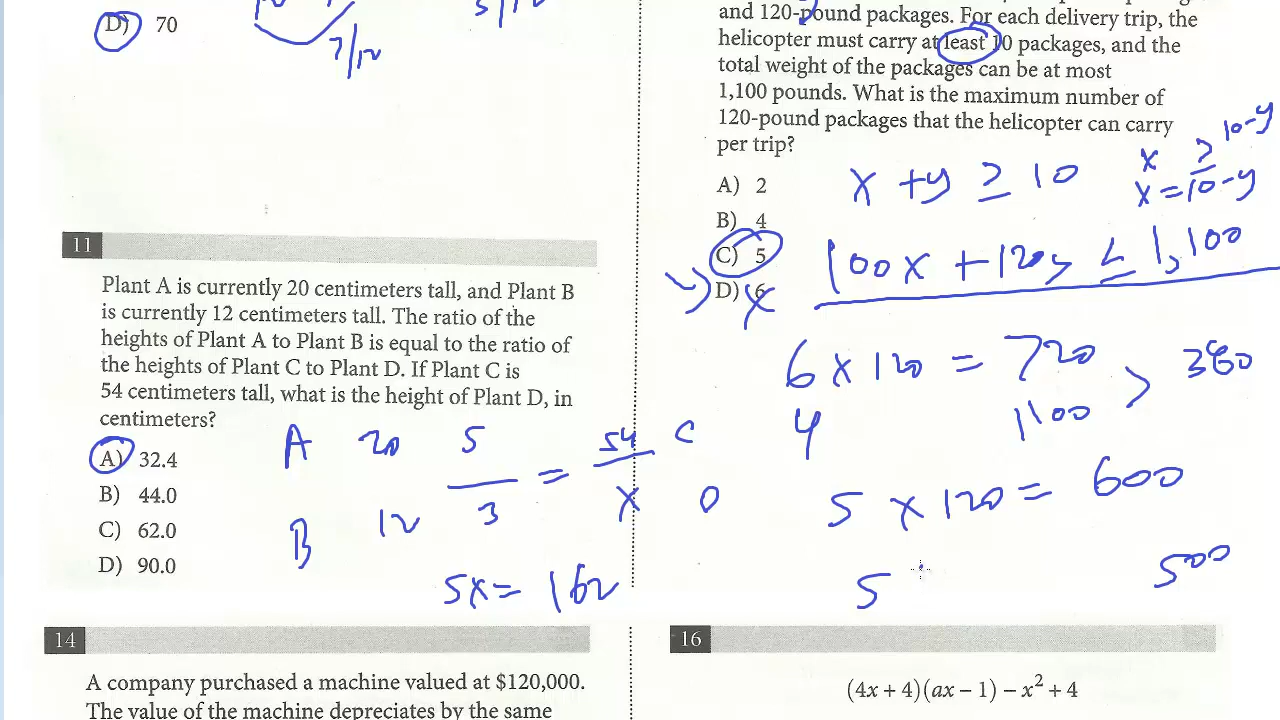 D) 70
7/12
and 120-pound packages. For each delivery trip, the
helicopter must carry at least 10 packages, and the
total weight of the packages can be at most
1,100 pounds. What is the maximum number of
120-pound packages that the helicopter can carry
per trip?
A) 2
B) 4
C) 5
D) 6
x + y ≥ 10
x ≥ 10-y
x = 10-y
100x + 120y ≤ 1,100
6 x 120 = 720
1100 > 380
4
5 x 120 = 600
5
500
11
Plant A is currently 20 centimeters tall, and Plant B
is currently 12 centimeters tall. The ratio of the
heights of Plant A to Plant B is equal to the ratio of
the heights of Plant C to Plant D. If Plant C is
54 centimeters tall, what is the height of Plant D, in
centimeters?
A) 32.4
B) 44.0
C) 62.0
D) 90.0
A 20 5 = 54 C
B 12 3 x D
5x = 162
14
A company purchased a machine valued at $120,000.
The value of the machine depreciates by the same
16
(4x + 4)(ax − 1) − x² + 4